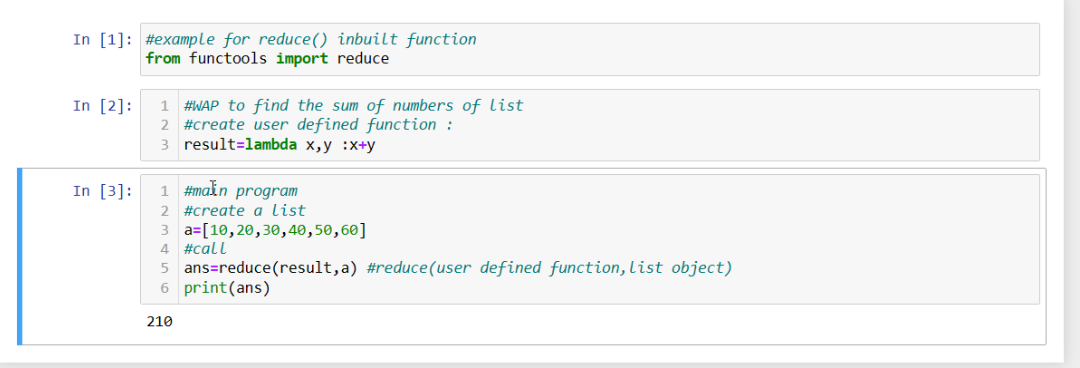 In [1]: #example for reduce() inbuilt function
from functools import reduce
In [2]: 1 #WAP to find the sum of numbers of list
2 #create user defined function :
3 result=lambda x,y :x+y
In [3]: 1 #main program
2 #create a list
3 a=[10,20,30,40,50,60]
4 #call
5 ans=reduce(result,a) #reduce(user defined function,list object)
6 print(ans)
210